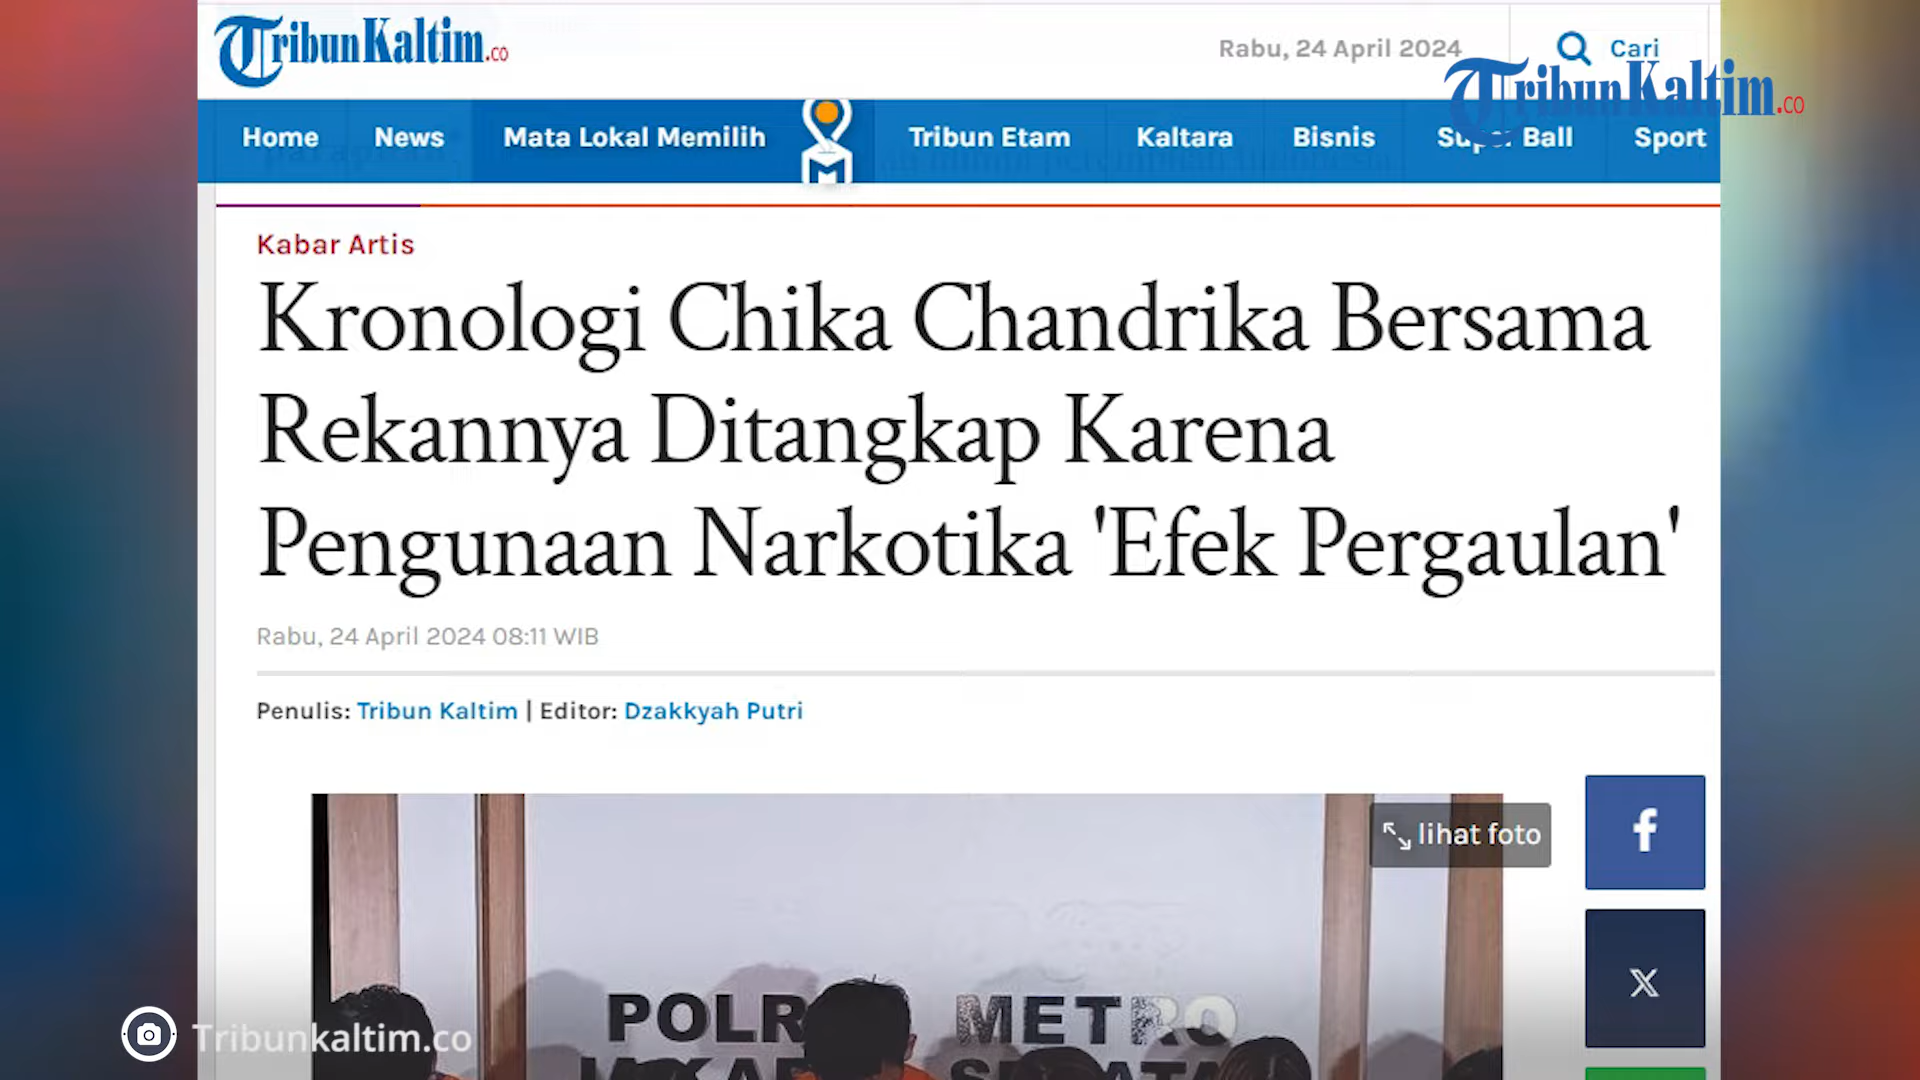 TribunKaltim.co
Rabu, 24 April 2024
Cari
TribunKaltim.co
Home News Mata Lokal Memilih Tribun Etam Kaltara Bisnis Super Ball Sport
Kabar Artis
Kronologi Chika Chandrika Bersama
Rekannya Ditangkap Karena
Pengunaan Narkotika 'Efek Pergaulan'
Rabu, 24 April 2024 08:11 WIB
Penulis: Tribun Kaltim | Editor: Dzakkyah Putri
lihat foto
METRO
Tribunkaltim.co